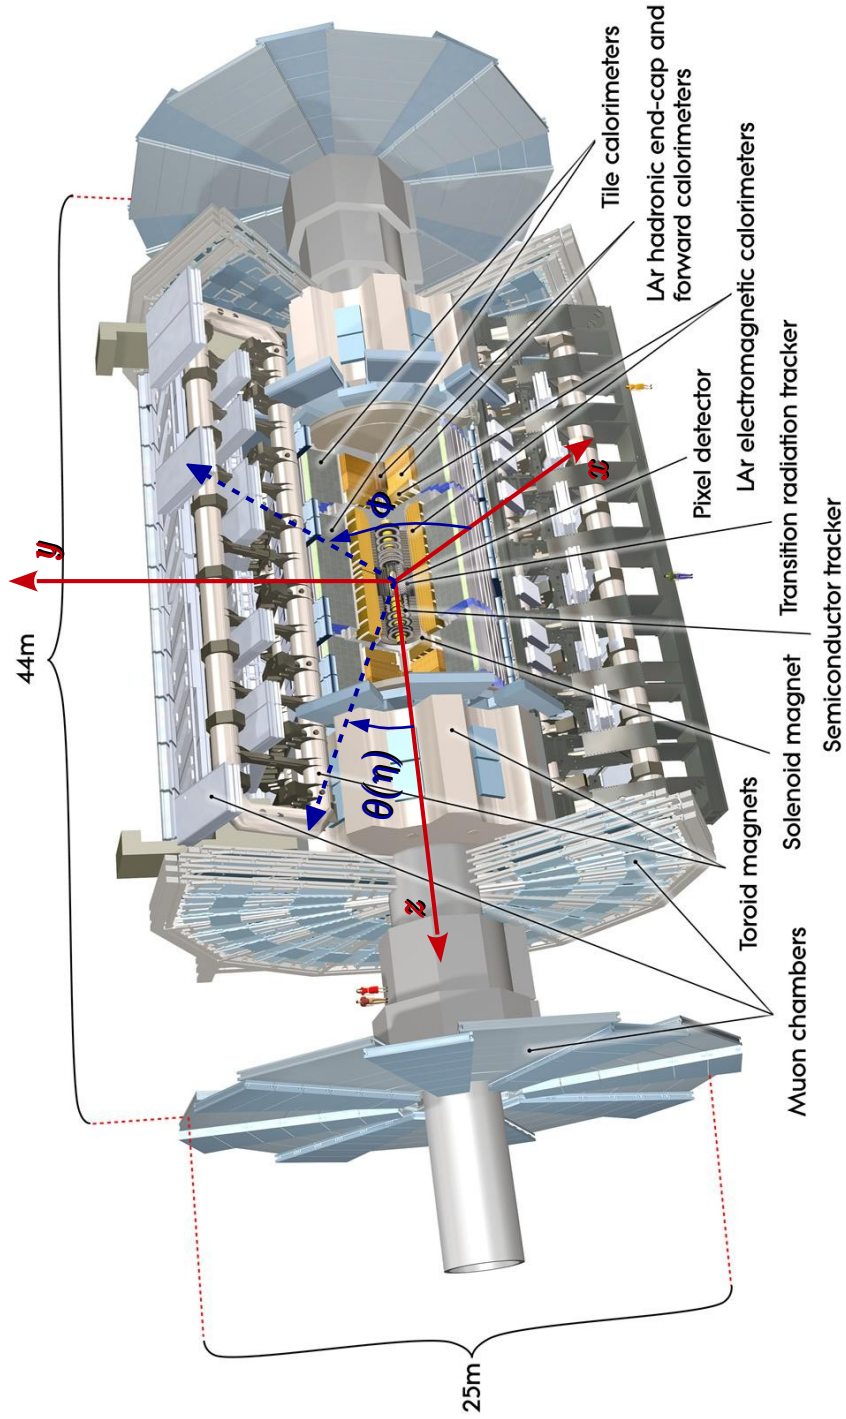 44m
y
θ(η)
Φ
z
25m
x
Tile calorimeters
LAr hadronic end-cap and
forward calorimeters
Pixel detector
LAr electromagnetic calorimeters
Toroid magnets
Solenoid magnet
Transition radiation tracker
Muon chambers
Semiconductor tracker